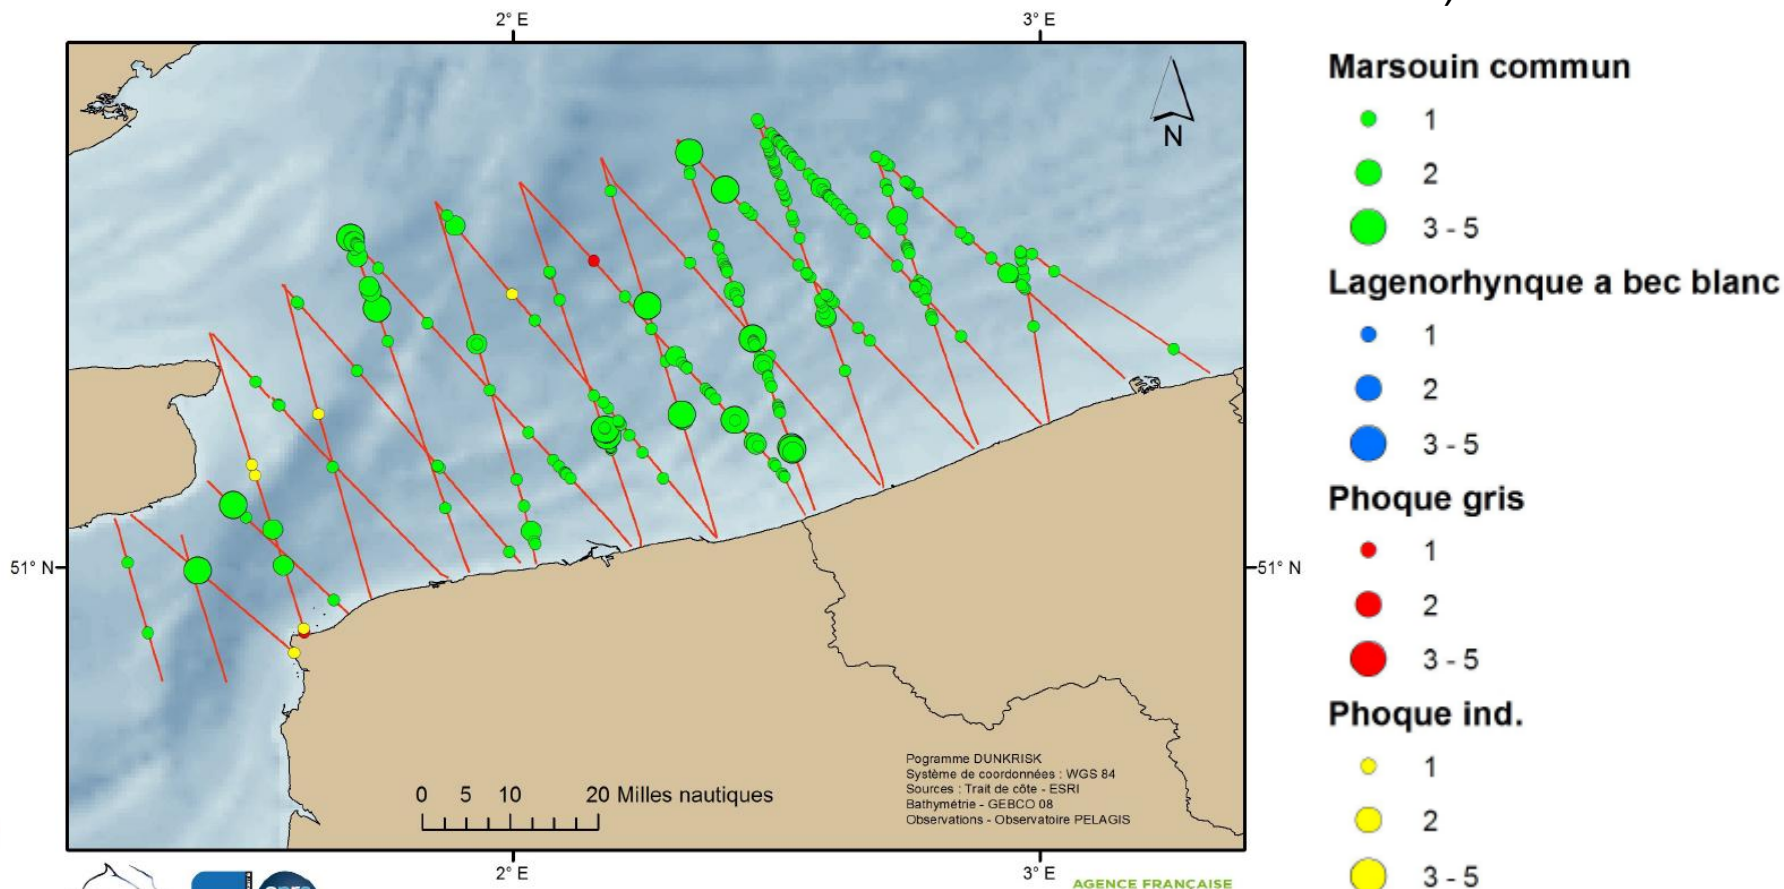 2° E
3° E
N
51° N
51° N
0 5 10 20 Milles nautiques
Pogramme DUNKRISK
Système de coordonnées : WGS 84
Sources : Trait de côte - ESRI
Bathymétrie - GEBCO 08
Observations - Observatoire PELAGIS
2° E
3° E
AGENCE FRANÇAISE
Marsouin commun
1
2
3 - 5
Lagenorhynque a bec blanc
1
2
3 - 5
Phoque gris
1
2
3 - 5
Phoque ind.
1
2
3 - 5